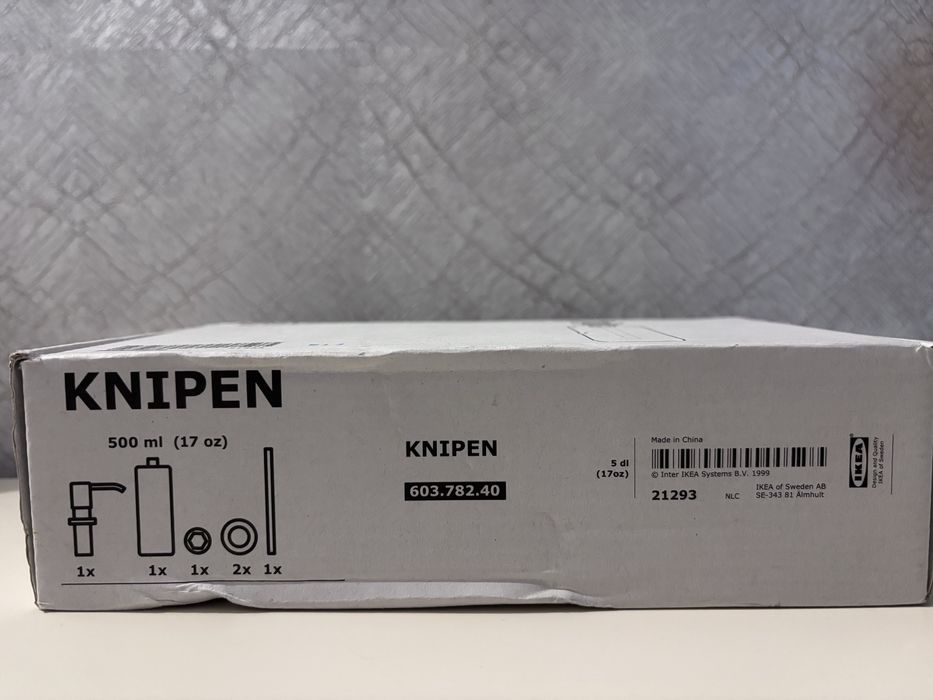 KNIPEN
500 ml (17 oz)
1x 1x 1x 2x 1x
KNIPEN
603.782.40
5 dl
(17oz)
Made in China
© Inter IKEA Systems B.V. 1999
21293 NLC IKEA of Sweden AB
SE-343 81 Älmhult
IKEA®
Design and Quality
IKEA of Sweden